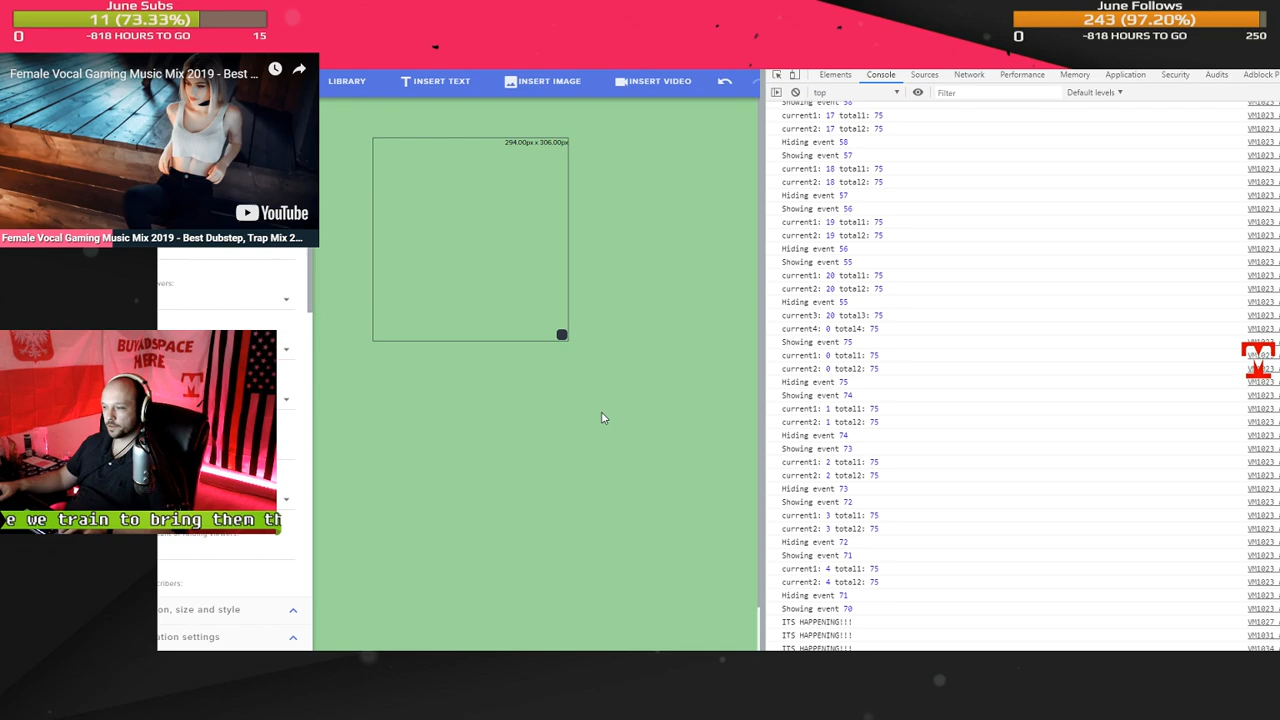 June Subs
11 (73.33%)
0 -818 HOURS TO GO 15
June Follows
243 (97.20%)
0 -818 HOURS TO GO 250
Female Vocal Gaming Music Mix 2019 - Best ...
YouTube
Female Vocal Gaming Music Mix 2019 - Best Dubstep, Trap Mix 2...
LIBRARY INSERT TEXT INSERT IMAGE INSERT VIDEO
294.00px x 306.00px
BUY ADSPACE
HERE
e we train to bring them th
on, size and style
ation settings
Elements Console Sources Network Performance Memory Application Security Audits Adblock P
top Filter Default levels
Showing event 58
current1: 17 total1: 75
current2: 17 total2: 75
Hiding event 58
Showing event 57
current1: 18 total1: 75
current2: 18 total2: 75
Hiding event 57
Showing event 56
current1: 19 total1: 75
current2: 19 total2: 75
Hiding event 56
Showing event 55
current1: 20 total1: 75
current2: 20 total2: 75
Hiding event 55
current3: 20 total3: 75
current4: 0 total4: 75
Showing event 75
current1: 0 total1: 75
current2: 0 total2: 75
Hiding event 75
Showing event 74
current1: 1 total1: 75
current2: 1 total2: 75
Hiding event 74
Showing event 73
current1: 2 total1: 75
current2: 2 total2: 75
Hiding event 73
Showing event 72
current1: 3 total1: 75
current2: 3 total2: 75
Hiding event 72
Showing event 71
current1: 4 total1: 75
current2: 4 total2: 75
Hiding event 71
Showing event 70
ITS HAPPENING!!! VM1027
ITS HAPPENING!!! VM1031
ITS HAPPENING!!! VM1034